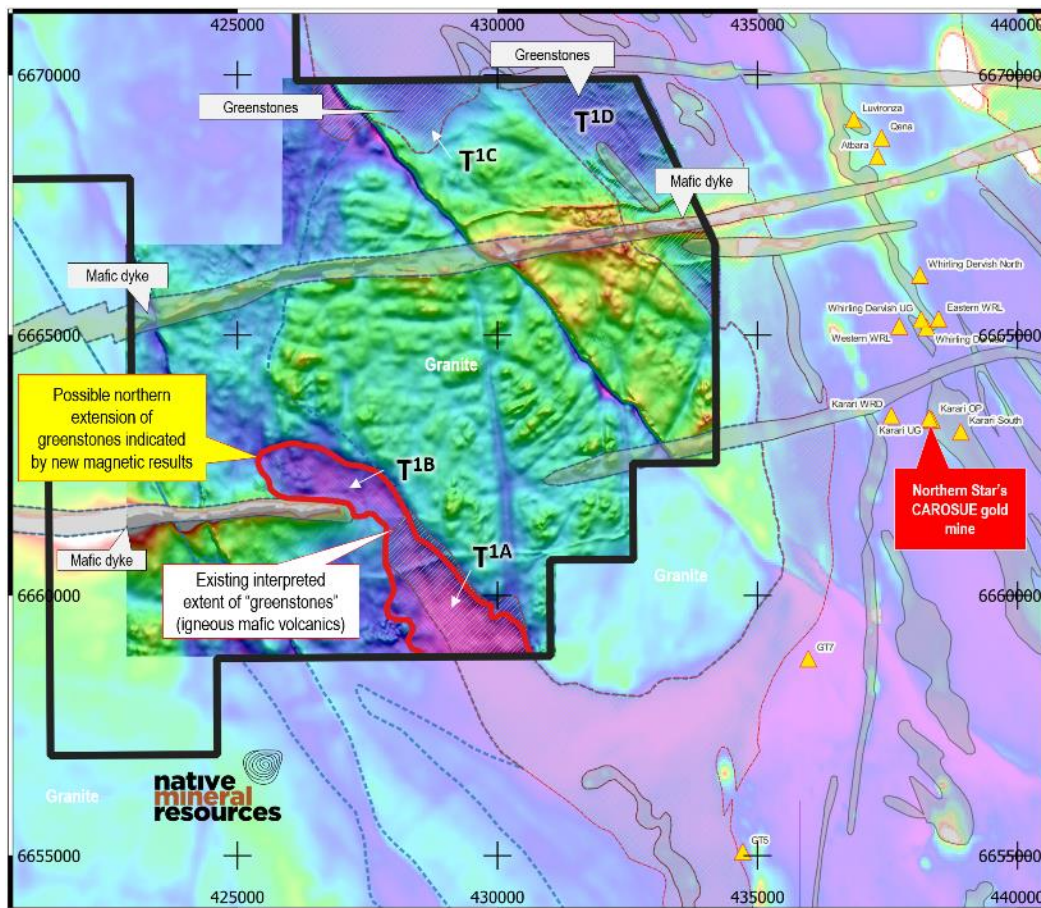 425000
430000
435000
440000
6670000
6670000
Greenstones
Greenstones
T1D
T1C
Luvironza
Qena
Atbara
Mafic dyke
Mafic dyke
Whirling Dervish North
Whirling Dervish UG
Eastern WRL
6665000
6665000
Western WRL
Whirling Dervish
Granite
Possible northern
extension of
greenstones indicated
by new magnetic results
Karari WRD
Karari OP
Karari UG
Karari South
T1B
Northern Star's
CAROSUE gold
mine
Mafic dyke
T1A
Existing interpreted
extent of "greenstones"
(igneous mafic volcanics)
Granite
6660000
6660000
GT7
native
mineral
resources
Granite
GT5
6655000
6655000
425000
430000
435000
440000